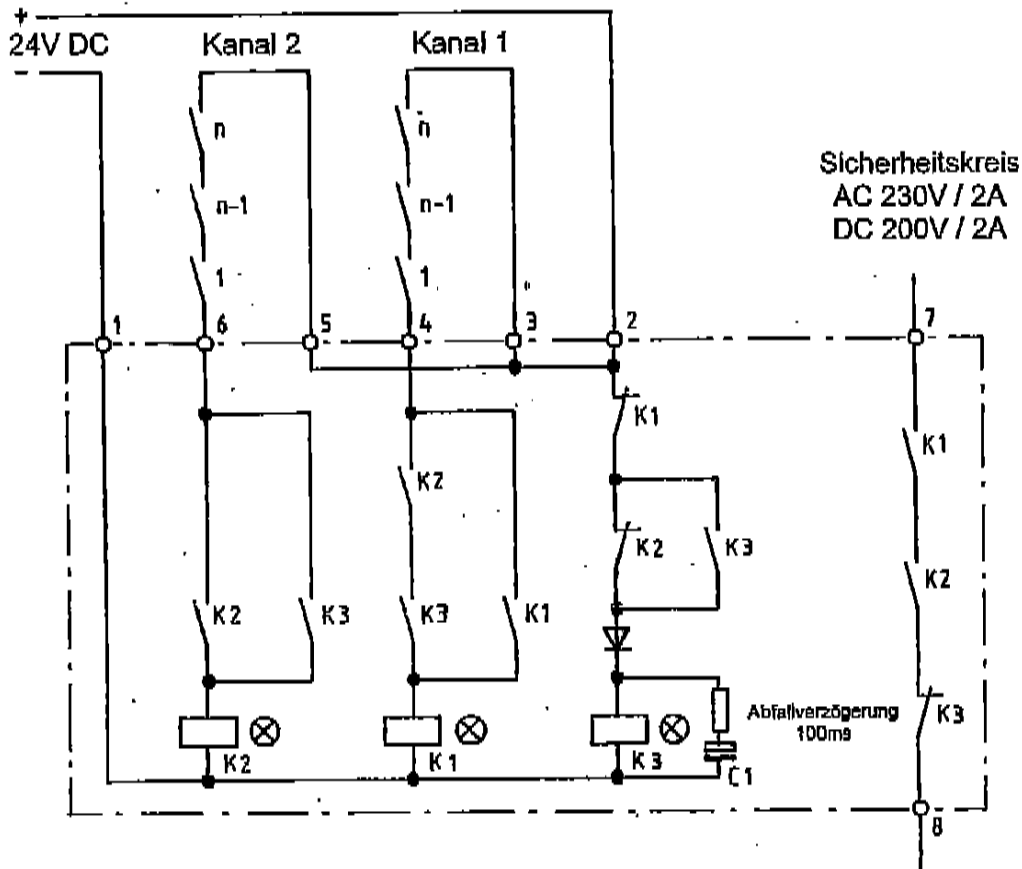 +
24V DC
–
Kanal 2
Kanal 1
n
n
n-1
n-1
1
1
Sicherheitskreis
AC 230V / 2A
DC 200V / 2A
1
6
5
4
3
2
7
K1
K1
K2
K2
K3
K2
K2
K3
K3
K1
K3
Abfallverzögerung
100ms
K2
K1
K3
C1
8